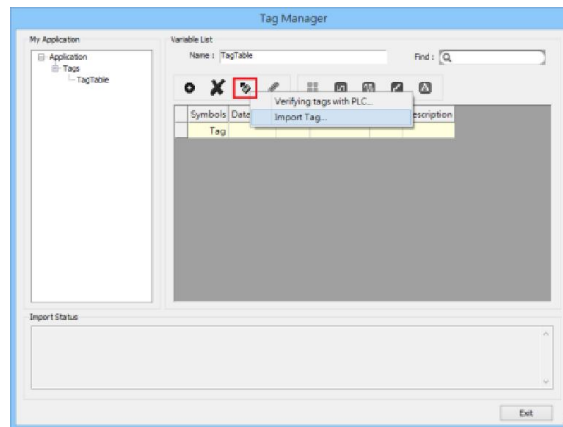 Tag Manager
My Application
Application
Tags
TagTable
Variable List
Name : TagTable
Find :
Verifying tags with PLC...
Import Tag...
Symbols Data escription
Tag
Import Status
Exit